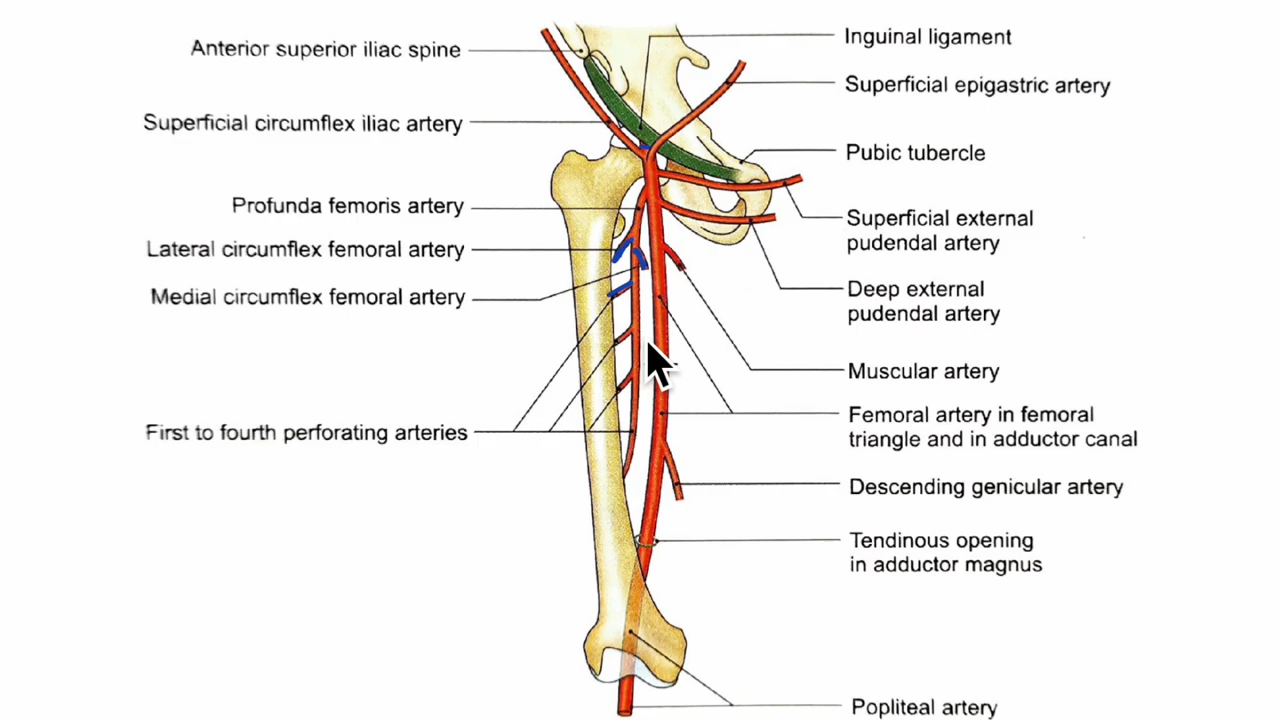 Anterior superior iliac spine
Superficial circumflex iliac artery
Profunda femoris artery
Lateral circumflex femoral artery
Medial circumflex femoral artery
First to fourth perforating arteries
Inguinal ligament
Superficial epigastric artery
Pubic tubercle
Superficial external
pudendal artery
Deep external
pudendal artery
Muscular artery
Femoral artery in femoral
triangle and in adductor canal
Descending genicular artery
Tendinous opening
in adductor magnus
Popliteal artery